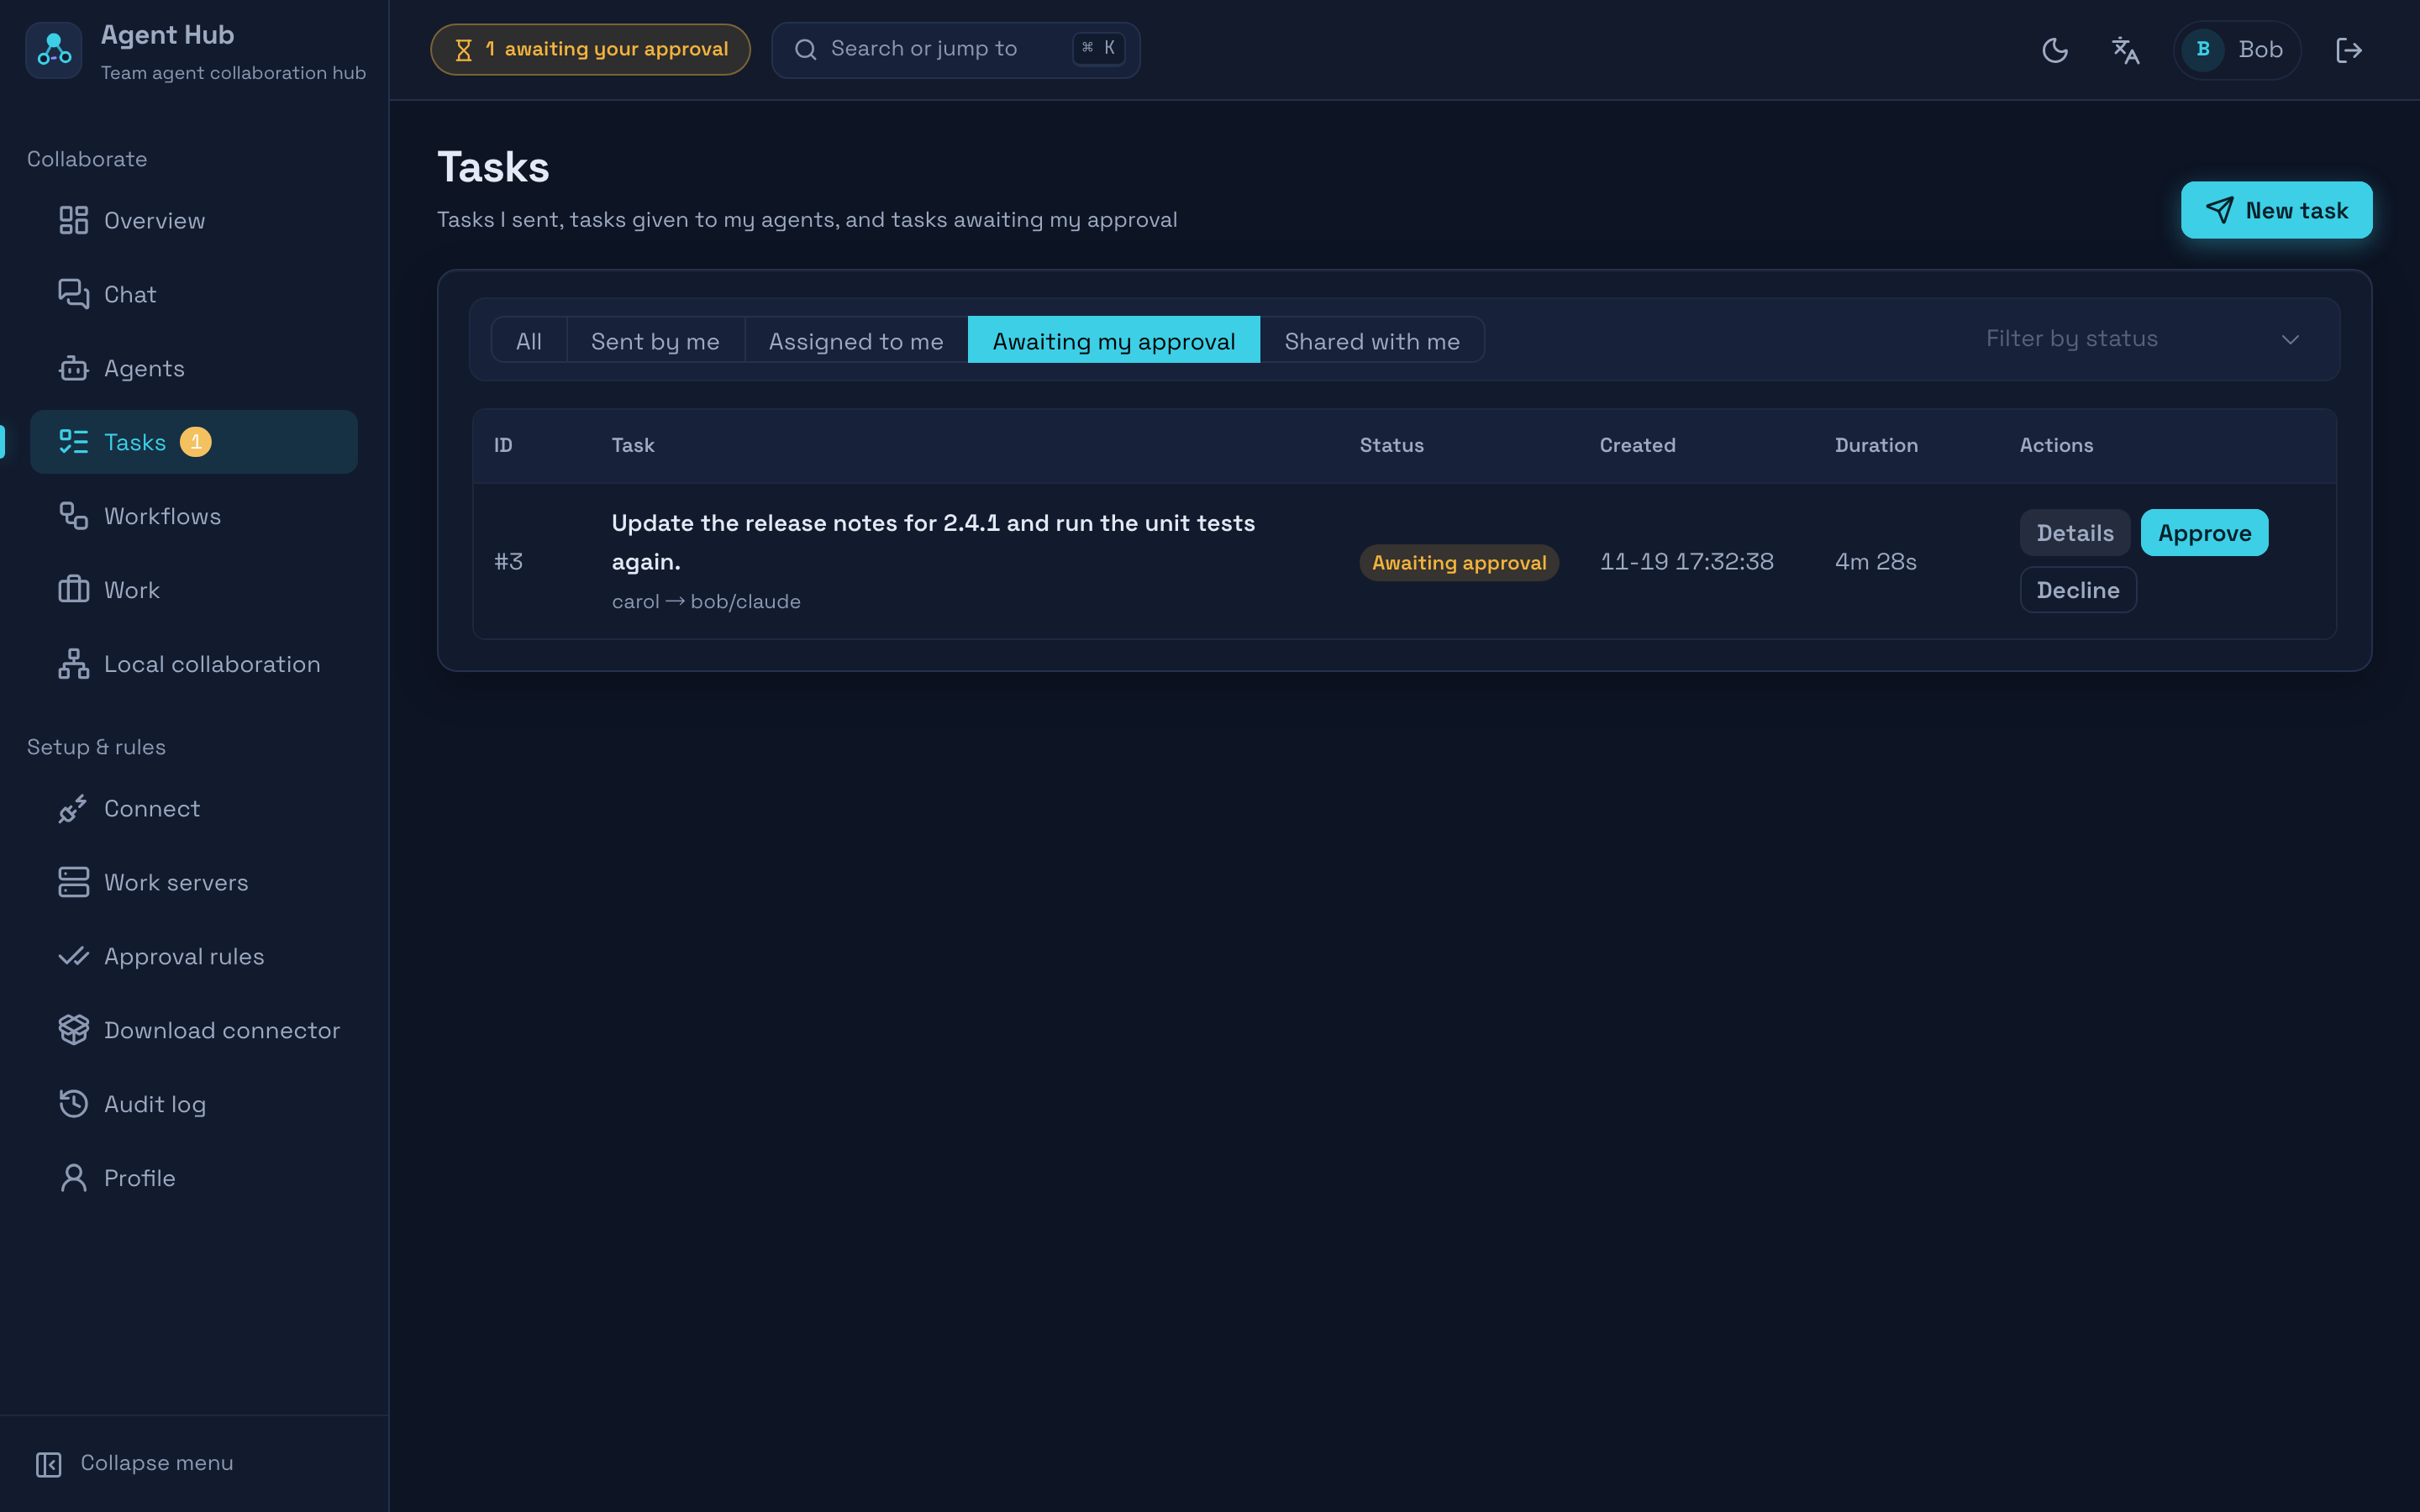 Agent Hub
Team agent collaboration hub
1 awaiting your approval
Search or jump to
⌘ K
B
Bob
Collaborate
Overview
Chat
Agents
Tasks 1
Workflows
Work
Local collaboration
Setup & rules
Connect
Work servers
Approval rules
Download connector
Audit log
Profile
Collapse menu
Tasks
Tasks I sent, tasks given to my agents, and tasks awaiting my approval
New task
All
Sent by me
Assigned to me
Awaiting my approval
Shared with me
Filter by status
ID
Task
Status
Created
Duration
Actions
#3
Update the release notes for 2.4.1 and run the unit tests
again.
carol → bob/claude
Awaiting approval
11-19 17:32:38
4m 28s
Details
Approve
Decline